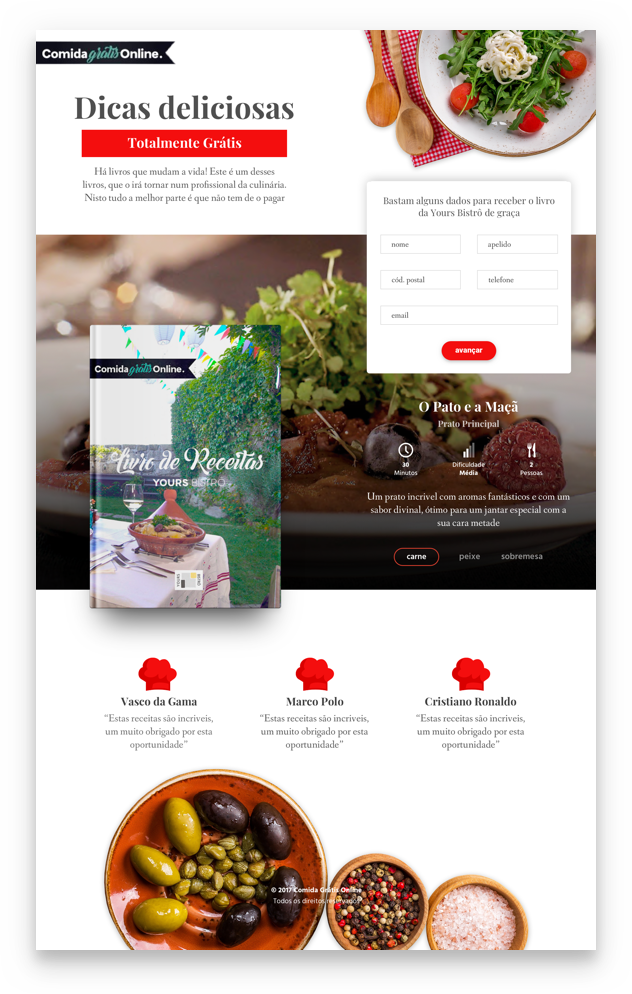 Comida grátis Online.
Dicas deliciosas
Totalmente Grátis
Há livros que mudam a vida! Este é um desses
livros, que o irá tornar num profissional da culinária.
Nisto tudo a melhor parte é que não tem de o pagar
Bastam alguns dados para receber o livro
da Yours Bistrô de graça
nome
apelido
cód. postal
telefone
email
avançar
Comida grátis Online.
Livro de Receitas
YOURS BISTRÔ
O Pato e a Maçã
Prato Principal
30
Minutos
Dificuldade
Média
2
Pessoas
Um prato incrivel com aromas fantásticos e com um
sabor divinal, ótimo para um jantar especial com a
sua cara metade
carne
peixe
sobremesa
Vasco da Gama
“Estas receitas são incriveis,
um muito obrigado por esta
oportunidade”
Marco Polo
“Estas receitas são incriveis,
um muito obrigado por esta
oportunidade”
Cristiano Ronaldo
“Estas receitas são incriveis,
um muito obrigado por esta
oportunidade”
© 2017 Comida Grátis Online
Todos os direitos reservados